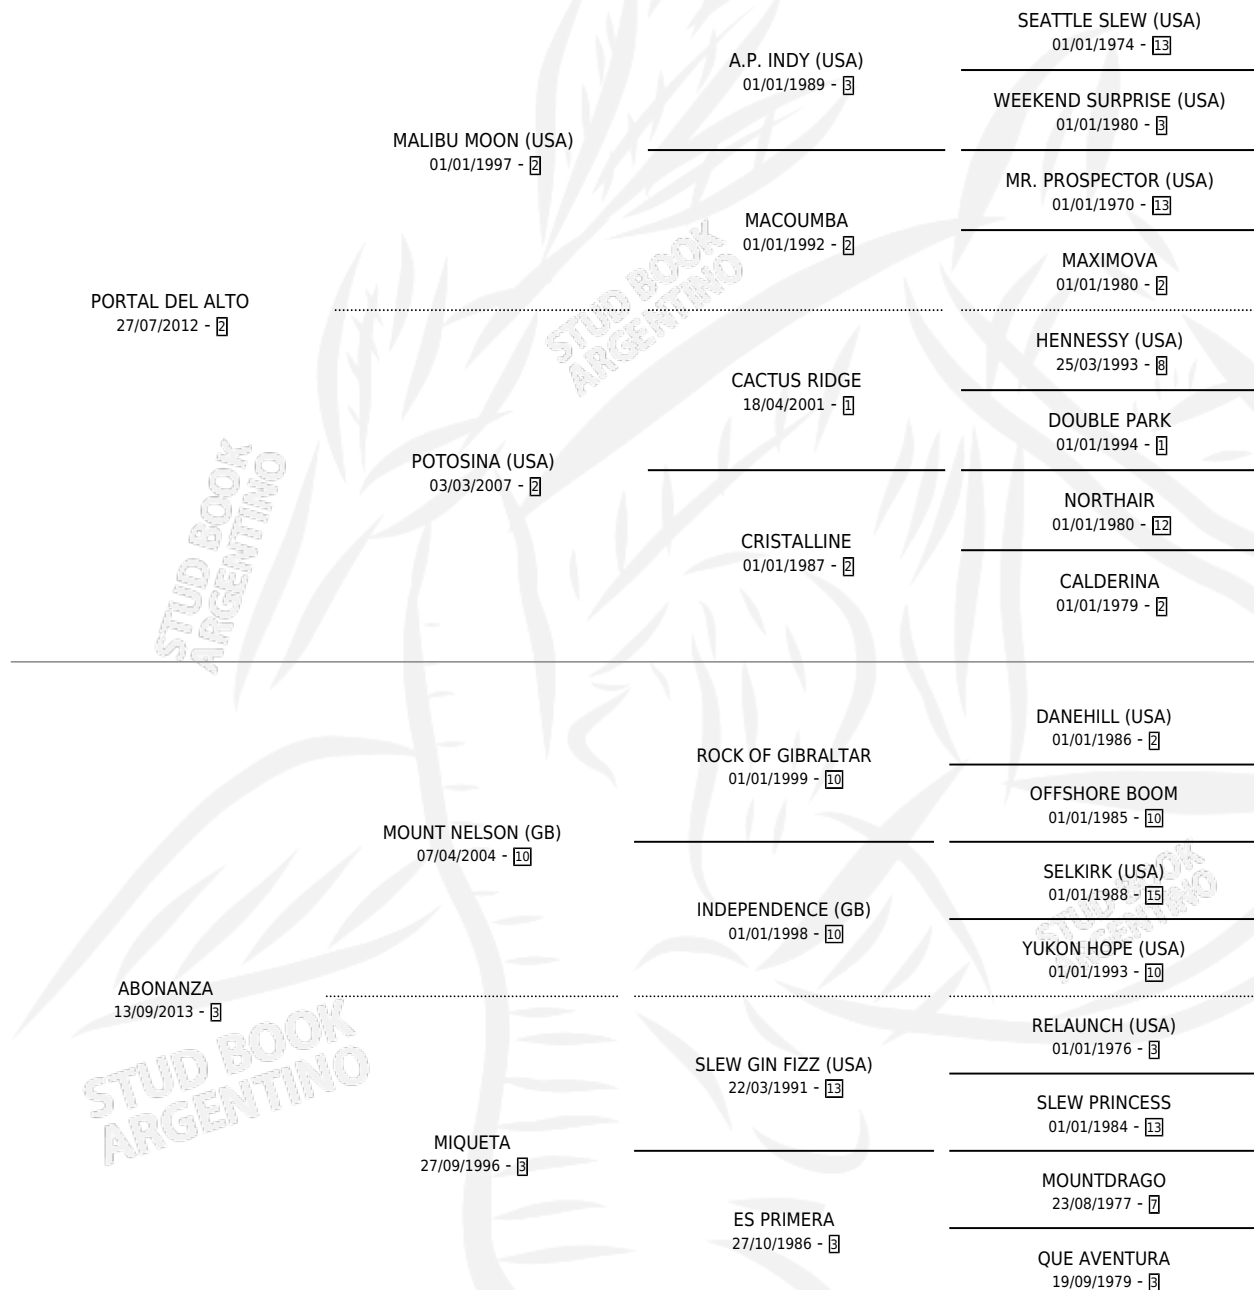 SEATTLE SLEW (USA)
01/01/1974 - 13
A.P. INDY (USA)
01/01/1989 - 3
WEEKEND SURPRISE (USA)
01/01/1980 - 3
MALIBU MOON (USA)
01/01/1997 - 2
MR. PROSPECTOR (USA)
01/01/1970 - 13
MACOUMBA
01/01/1992 - 2
MAXIMOVA
01/01/1980 - 2
PORTAL DEL ALTO
27/07/2012 - 2
HENNESSY (USA)
25/03/1993 - 8
CACTUS RIDGE
18/04/2001 - 1
DOUBLE PARK
01/01/1994 - 1
POTOSINA (USA)
03/03/2007 - 2
NORTHAIR
01/01/1980 - 12
CRISTALLINE
01/01/1987 - 2
CALDERINA
01/01/1979 - 2
DANEHILL (USA)
01/01/1986 - 2
ROCK OF GIBRALTAR
01/01/1999 - 10
OFFSHORE BOOM
01/01/1985 - 10
MOUNT NELSON (GB)
07/04/2004 - 10
SELKIRK (USA)
01/01/1988 - 15
INDEPENDENCE (GB)
01/01/1998 - 10
YUKON HOPE (USA)
01/01/1993 - 10
ABONANZA
13/09/2013 - 3
RELAUNCH (USA)
01/01/1976 - 3
SLEW GIN FIZZ (USA)
22/03/1991 - 13
SLEW PRINCESS
01/01/1984 - 13
MIQUETA
27/09/1996 - 3
MOUNTDRAGO
23/08/1977 - 7
ES PRIMERA
27/10/1986 - 3
QUE AVENTURA
19/09/1979 - 3
STUD BOOK
ARGENTINO
STUD BOOK
ARGENTINO
STUD BOOK
ARGENTINO
STUD BOOK
ARGENTINO